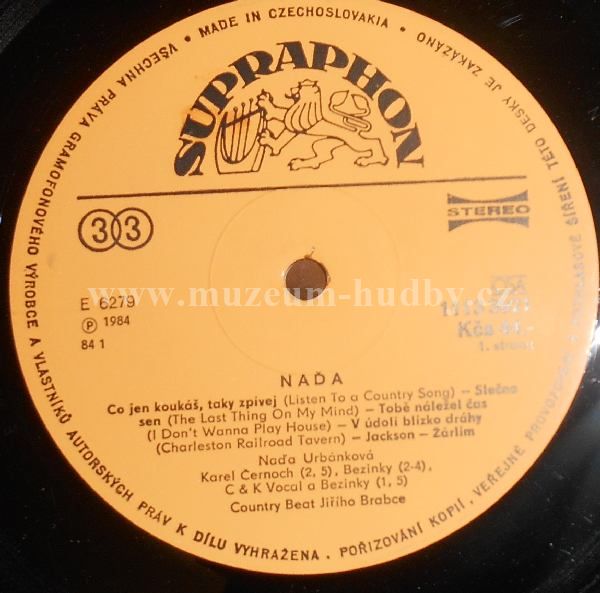 VŠECHNA PRÁVA GRAMOFONOVÉHO VÝROBCE A VLASTNÍKŮ AUTORSKÝCH PRÁV K DÍLU VYHRAŽENA. POŘIZOVÁNÍ KOPIÍ, VEŘEJNÉ PROVOZOVÁNÍ A ROZHLASOVÉ ŠÍŘENÍ TÉTO DESKY JE ZAKÁZÁNO • MADE IN CZECHOSLOVAKIA •
SUPRAPHON
33
STEREO
www.muzeum-hudby.cz
E 6279
℗ 1984
84 1
Kčs 44,-
1. strana
NAĎA
Co jen koukáš, taky zpívej (Listen To a Country Song) – Slečno
sen (The Last Thing On My Mind) – Tobě náležel čas
(I Don't Wanna Play House) – V údolí blízko dráhy
(Charleston Railroad Tavern) – Jackson – Žárlím
Naďa Urbánková
Karel Černoch (2, 5), Bezinky (2-4),
C & K Vocal a Bezinky (1, 5)
Country Beat Jiřího Brabce